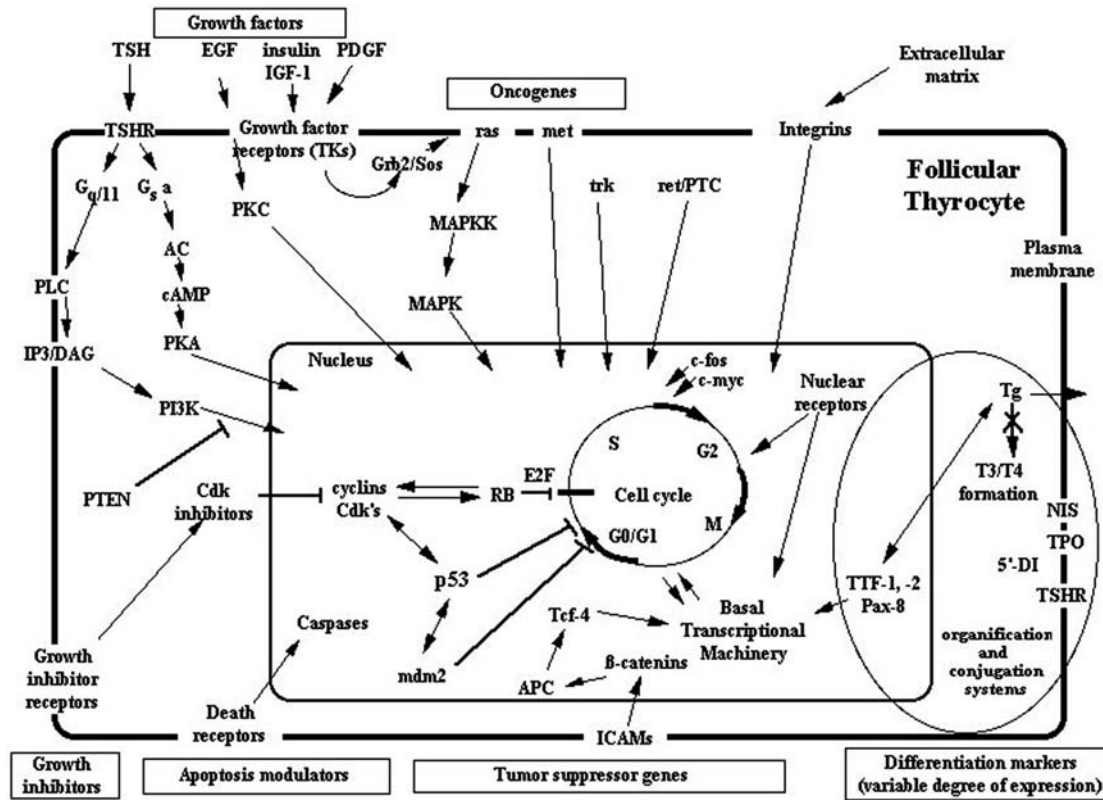 Growth factors
TSH
EGF
insulin
IGF-1
PDGF
Extracellular
matrix
Oncogenes
TSHR
Growth factor
receptors (TKs)
Grb2/Sos
ras
met
Integrins
Follicular
Thyrocyte
Gq/11
Gs a
PKC
MAPKK
trk
ret/PTC
Plasma
membrane
AC
PLC
cAMP
MAPK
IP3/DAG
PKA
Nucleus
c-fos
c-myc
Nuclear
receptors
Tg
PI3K
S
G2
T3/T4
formation
PTEN
Cdk
inhibitors
cyclins
Cdk's
RB
E2F
Cell cycle
M
G0/G1
NIS
TPO
5'-DI
TSHR
p53
TTF-1, -2
Pax-8
Caspases
Tcf-4
Basal
Transcriptional
Machinery
mdm2
APC
ß-catenins
organification
and
conjugation
systems
Growth
inhibitor
receptors
Death
receptors
ICAMs
Growth
inhibitors
Apoptosis modulators
Tumor suppressor genes
Differentiation markers
(variable degree of expression)